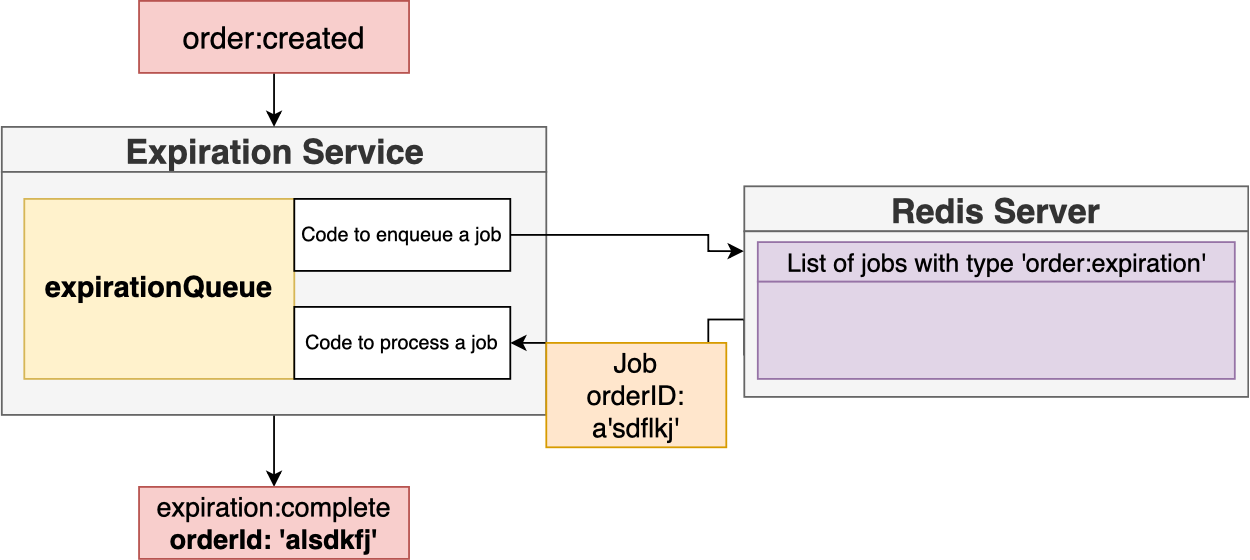 order:created
Expiration Service
expirationQueue
Code to enqueue a job
Code to process a job
Redis Server
List of jobs with type 'order:expiration'
Job
orderID:
a'sdflkj'
expiration:complete
orderId: 'alsdkfj'